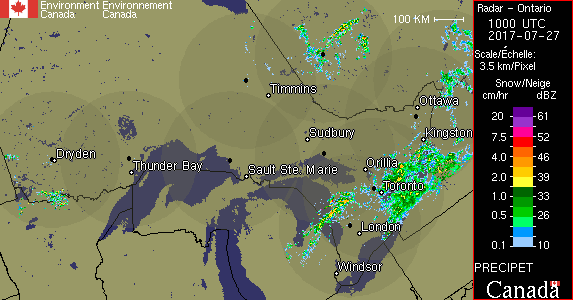 Environment Environnement
Canada Canada
100 KM
Timmins
Ottawa
Sudbury
Kingston
Dryden
Thunder Bay
Sault Ste. Marie
Orillia
Toronto
London
Windsor
Radar - Ontario
1000 UTC
2017-07-27
Scale/Échelle:
3.5 km/Pixel
Snow/Neige
cm/hr dBZ
20 61
7.5 52
4.0 46
2.0 39
1.0 33
0.5 26
0.1 10
PRECIPET
Canada